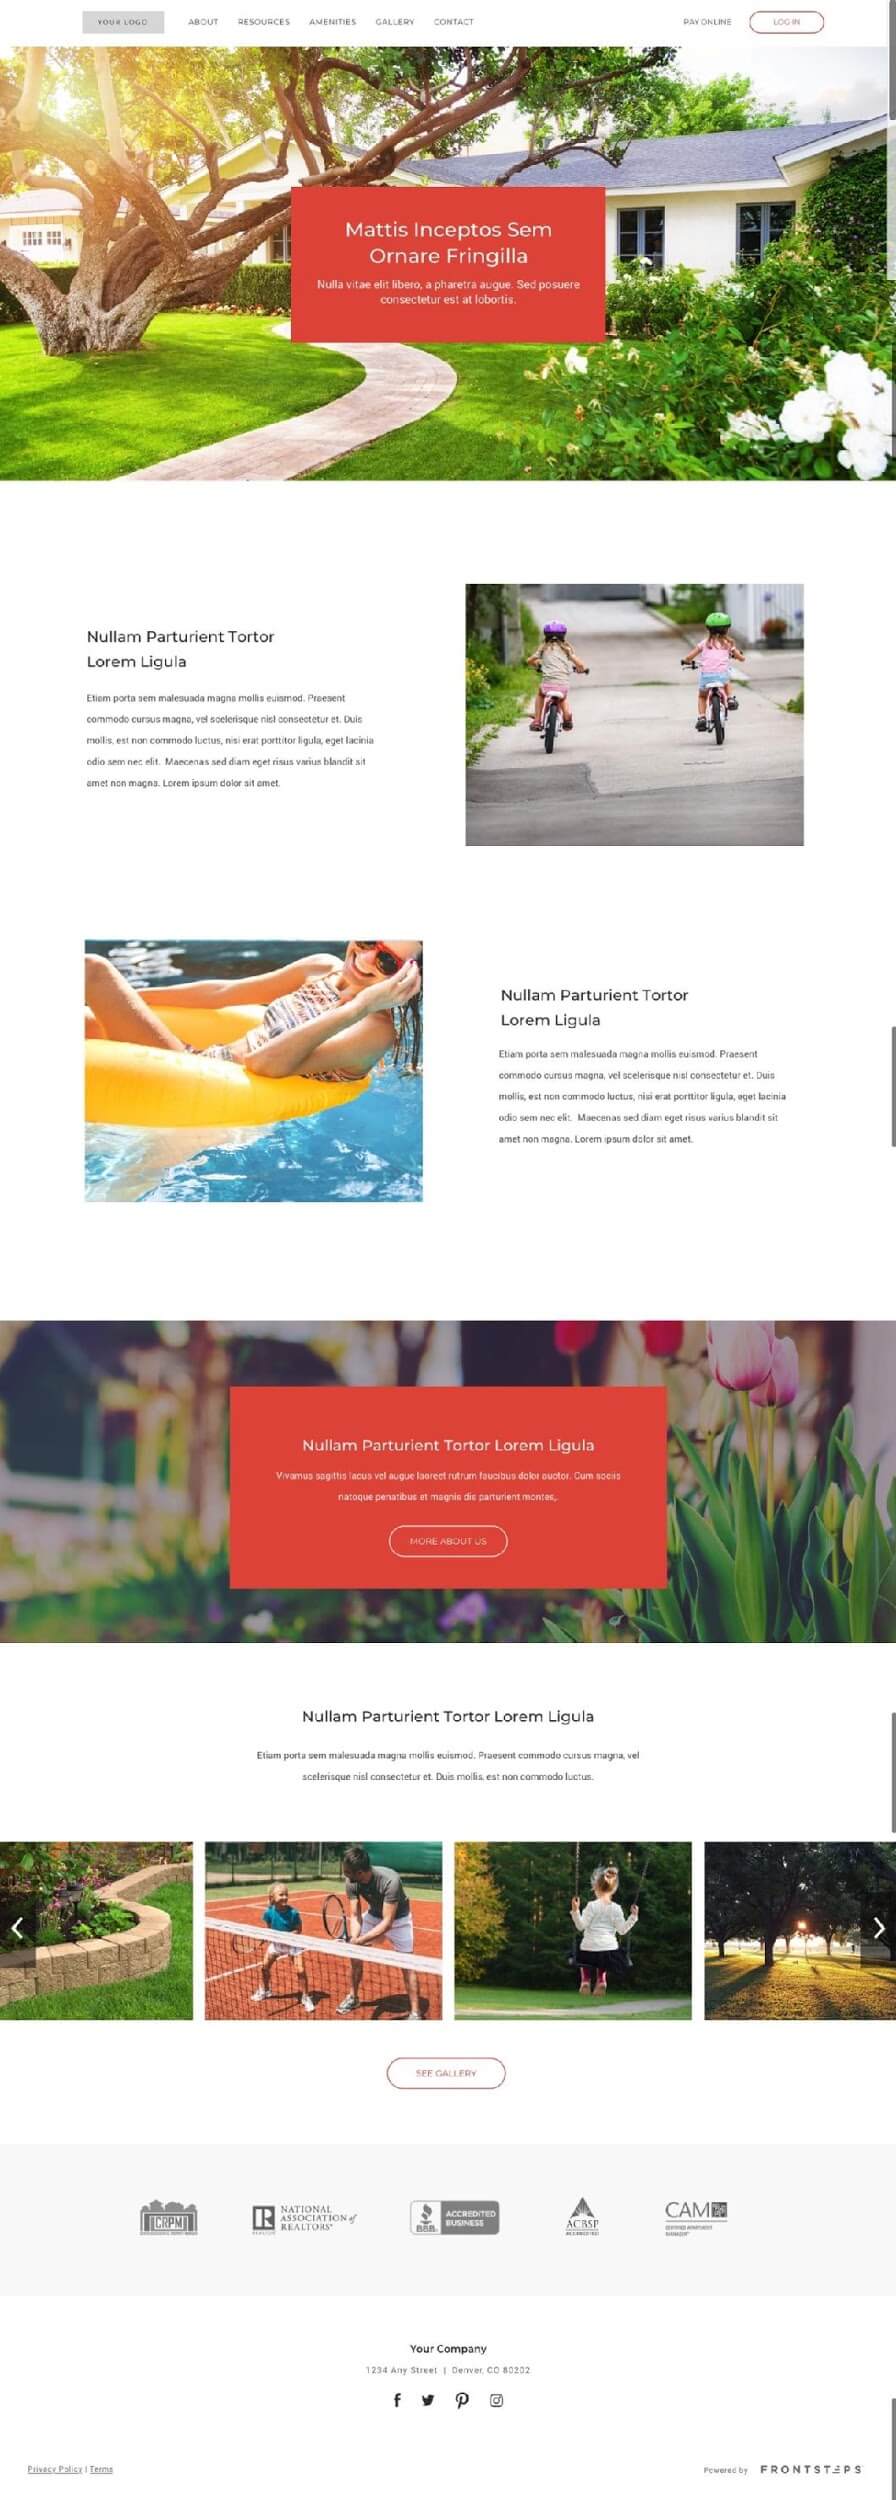 YOUR LOGO ABOUT RESOURCES AMENITIES GALLERY CONTACT PAY ONLINE LOG IN
Mattis Inceptos Sem
Ornare Fringilla
Nulla vitae elit libero, a pharetra augue. Sed posuere
consectetur est at lobortis.
Nullam Parturient Tortor
Lorem Ligula
Etiam porta sem malesuada magna mollis euismod. Praesent
commodo cursus magna, vel scelerisque nisl consectetur et. Duis
mollis, est non commodo luctus, nisi erat porttitor ligula, eget lacinia
odio sem nec elit. Maecenas sed diam eget risus varius blandit sit
amet non magna. Lorem ipsum dolor sit amet.
Nullam Parturient Tortor
Lorem Ligula
Etiam porta sem malesuada magna mollis euismod. Praesent
commodo cursus magna, vel scelerisque nisl consectetur et. Duis
mollis, est non commodo luctus, nisi erat porttitor ligula, eget lacinia
odio sem nec elit. Maecenas sed diam eget risus varius blandit sit
amet non magna. Lorem ipsum dolor sit amet.
Nullam Parturient Tortor Lorem Ligula
Vivamus sagittis lacus vel augue laoreet rutrum faucibus dolor auctor. Cum sociis
natoque penatibus et magnis dis parturient montes,.
MORE ABOUT US
Nullam Parturient Tortor Lorem Ligula
Etiam porta sem malesuada magna mollis euismod. Praesent commodo cursus magna, vel
scelerisque nisl consectetur et. Duis mollis, est non commodo luctus.
SEE GALLERY
CRPM
R
REALTOR
NATIONAL
ASSOCIATION of
REALTORS®
BBB
ACCREDITED
BUSINESS
ACBSP
ACCREDITED
CAM
CERTIFIED APARTMENT
MANAGER
Your Company
1234 Any Street | Denver, CO 80202
Privacy Policy | Terms
Powered by FRONTSTEPS